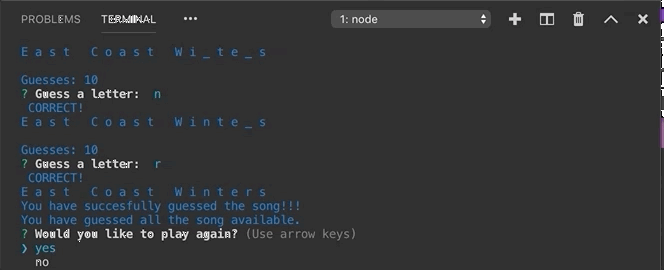 PROBLEMS TERMINAL ••• 1: node
E a s t   C o a s t   W i _ t e _ s
Guesses: 10
? Guess a letter: n
CORRECT!
E a s t   C o a s t   W i n t e _ s
Guesses: 10
? Guess a letter: r
CORRECT!
E a s t   C o a s t   W i n t e r s
You have succesfully guessed the song!!!
You have guessed all the song available.
? Would you like to play again? (Use arrow keys)
❯ yes
no